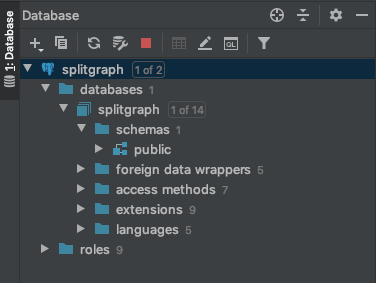 Database
1: Database
QL
splitgraph 1 of 2
databases 1
splitgraph 1 of 14
schemas 1
public
foreign data wrappers 5
access methods 7
extensions 9
languages 5
roles 9